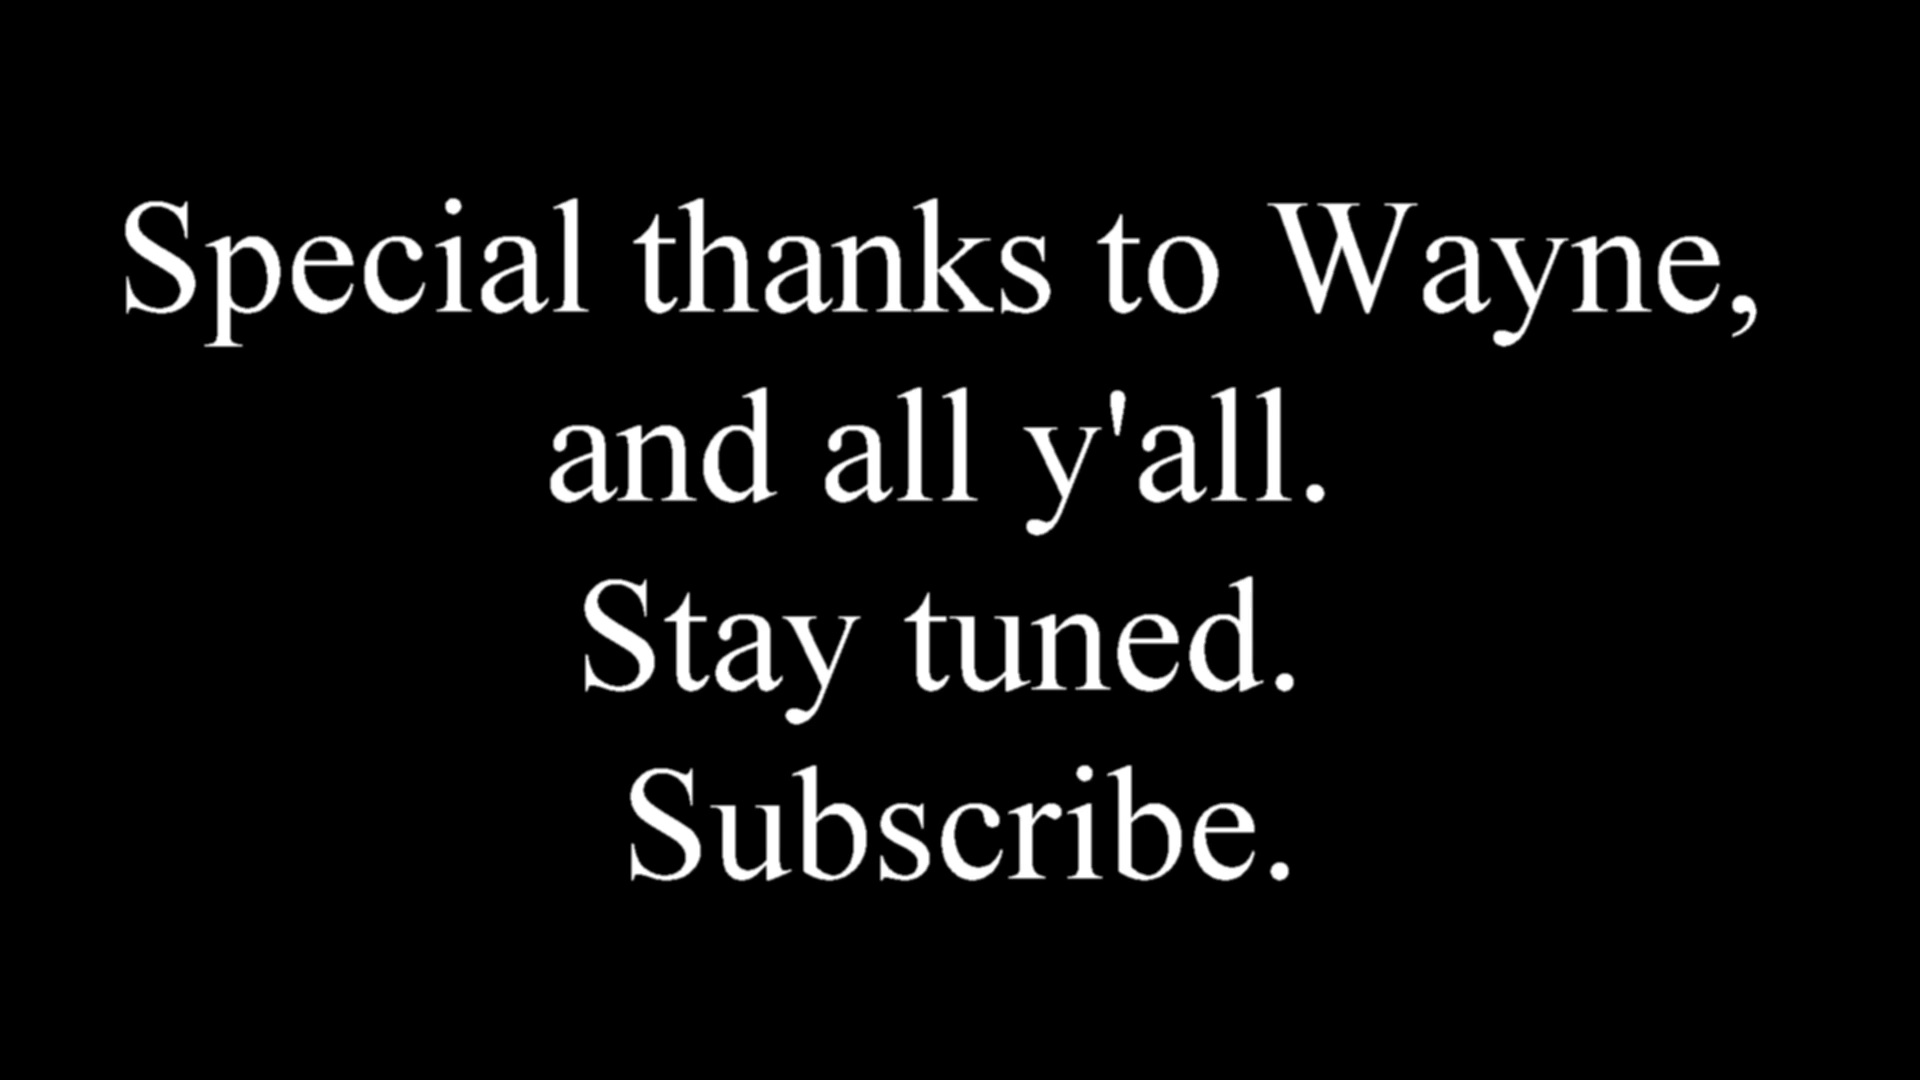 Special thanks to Wayne,
and all y'all.
Stay tuned.
Subscribe.